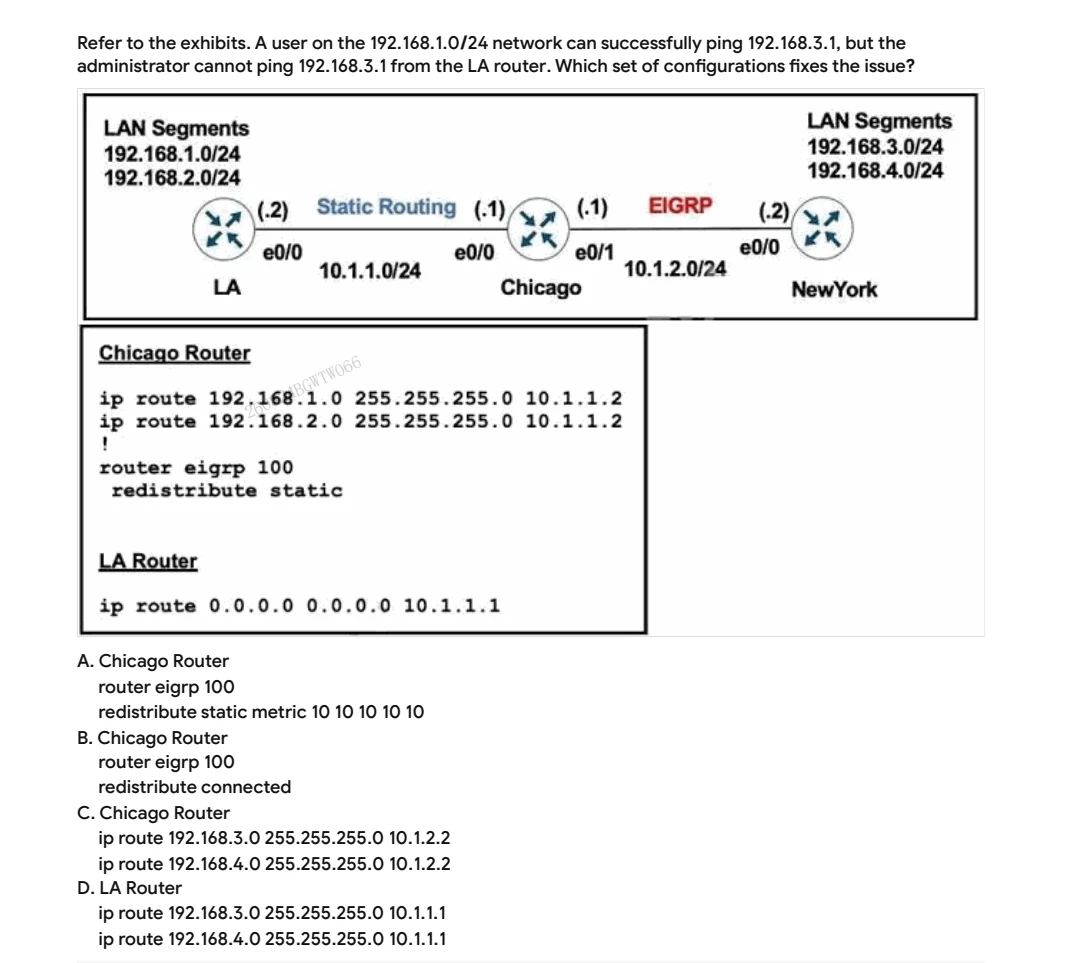 Refer to the exhibits. A user on the 192.168.1.0/24 network can successfully ping 192.168.3.1, but the
administrator cannot ping 192.168.3.1 from the LA router. Which set of configurations fixes the issue?
LAN Segments
192.168.1.0/24
192.168.2.0/24
LAN Segments
192.168.3.0/24
192.168.4.0/24
(.2) Static Routing (.1) (.1) EIGRP (.2)
e0/0 e0/0 e0/1 e0/0
10.1.1.0/24 10.1.2.0/24
LA Chicago NewYork
Chicago Router
ip route 192.168.1.0 255.255.255.0 10.1.1.2
ip route 192.168.2.0 255.255.255.0 10.1.1.2
!
router eigrp 100
redistribute static
LA Router
ip route 0.0.0.0 0.0.0.0 10.1.1.1
A. Chicago Router
router eigrp 100
redistribute static metric 10 10 10 10 10
B. Chicago Router
router eigrp 100
redistribute connected
C. Chicago Router
ip route 192.168.3.0 255.255.255.0 10.1.2.2
ip route 192.168.4.0 255.255.255.0 10.1.2.2
D. LA Router
ip route 192.168.3.0 255.255.255.0 10.1.1.1
ip route 192.168.4.0 255.255.255.0 10.1.1.1